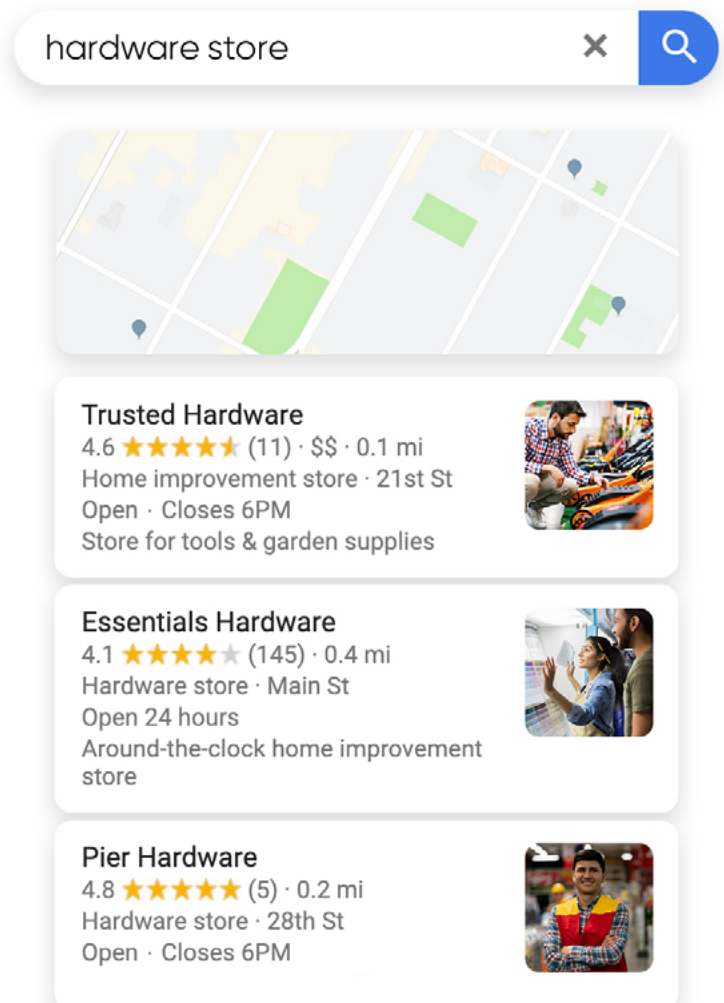 hardware store
Trusted Hardware
4.6 ★★★★★ (11) · $$ · 0.1 mi
Home improvement store · 21st St
Open · Closes 6PM
Store for tools & garden supplies
Essentials Hardware
4.1 ★★★★★ (145) · 0.4 mi
Hardware store · Main St
Open 24 hours
Around-the-clock home improvement
store
Pier Hardware
4.8 ★★★★★ (5) · 0.2 mi
Hardware store · 28th St
Open · Closes 6PM